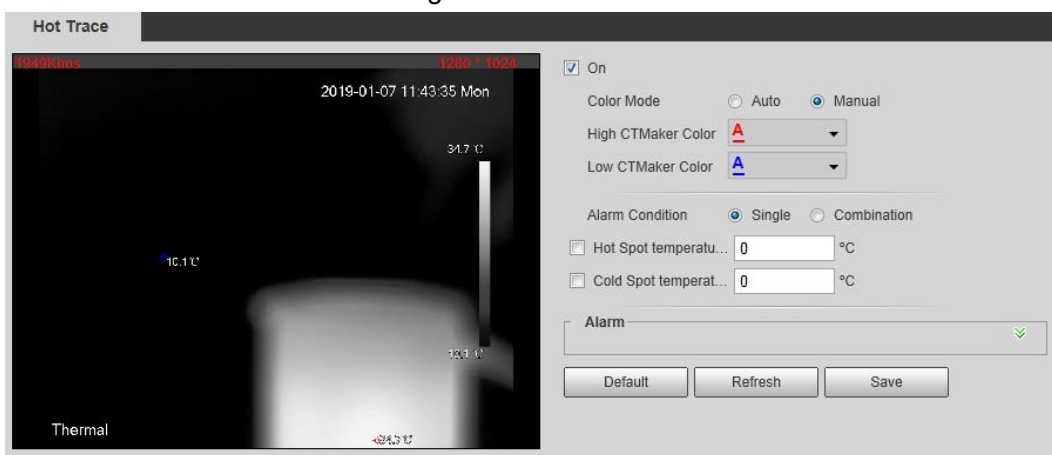 Hot Trace
1949Kbps 1280 * 1024
2019-01-07 11:43:35 Mon
34.7 °C
10.1 °C
Thermal
On
Color Mode Auto Manual
High CTMaker Color A
Low CTMaker Color A
Alarm Condition Single Combination
Hot Spot temperatu... 0 °C
Cold Spot temperat... 0 °C
Alarm
Default Refresh Save